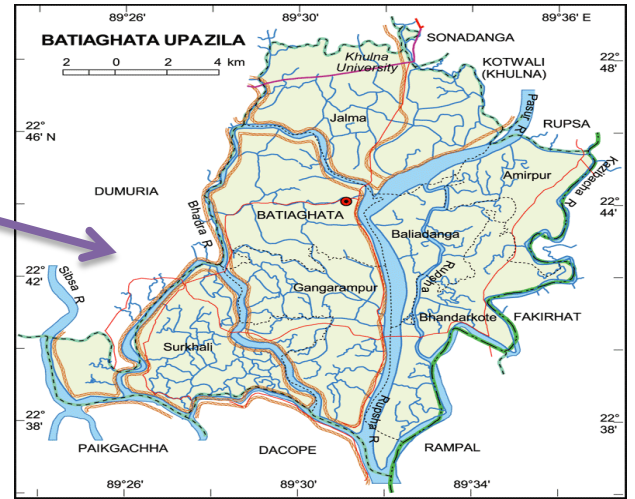 89°26'
89°30'
89°36' E
BATIAGHATA UPAZILA
2 0 2 4 km
SONADANGA
Khulna
University
KOTWALI
(KHULNA)
22°
48'
Jalma
Pasur R
22°
46' N
RUPSA
Kazibacha R
Amirpur
DUMURIA
22°
44'
Bhadra R
BATIAGHATA
Baliadanga
Sibsa R
22°
42'
Rupsha
Gangarampur
Bhandarkote
FAKIRHAT
Surkhali
Rupsha R
22°
38'
22°
38'
PAIKGACHHA
DACOPE
RAMPAL
89°26'
89°30'
89°34'